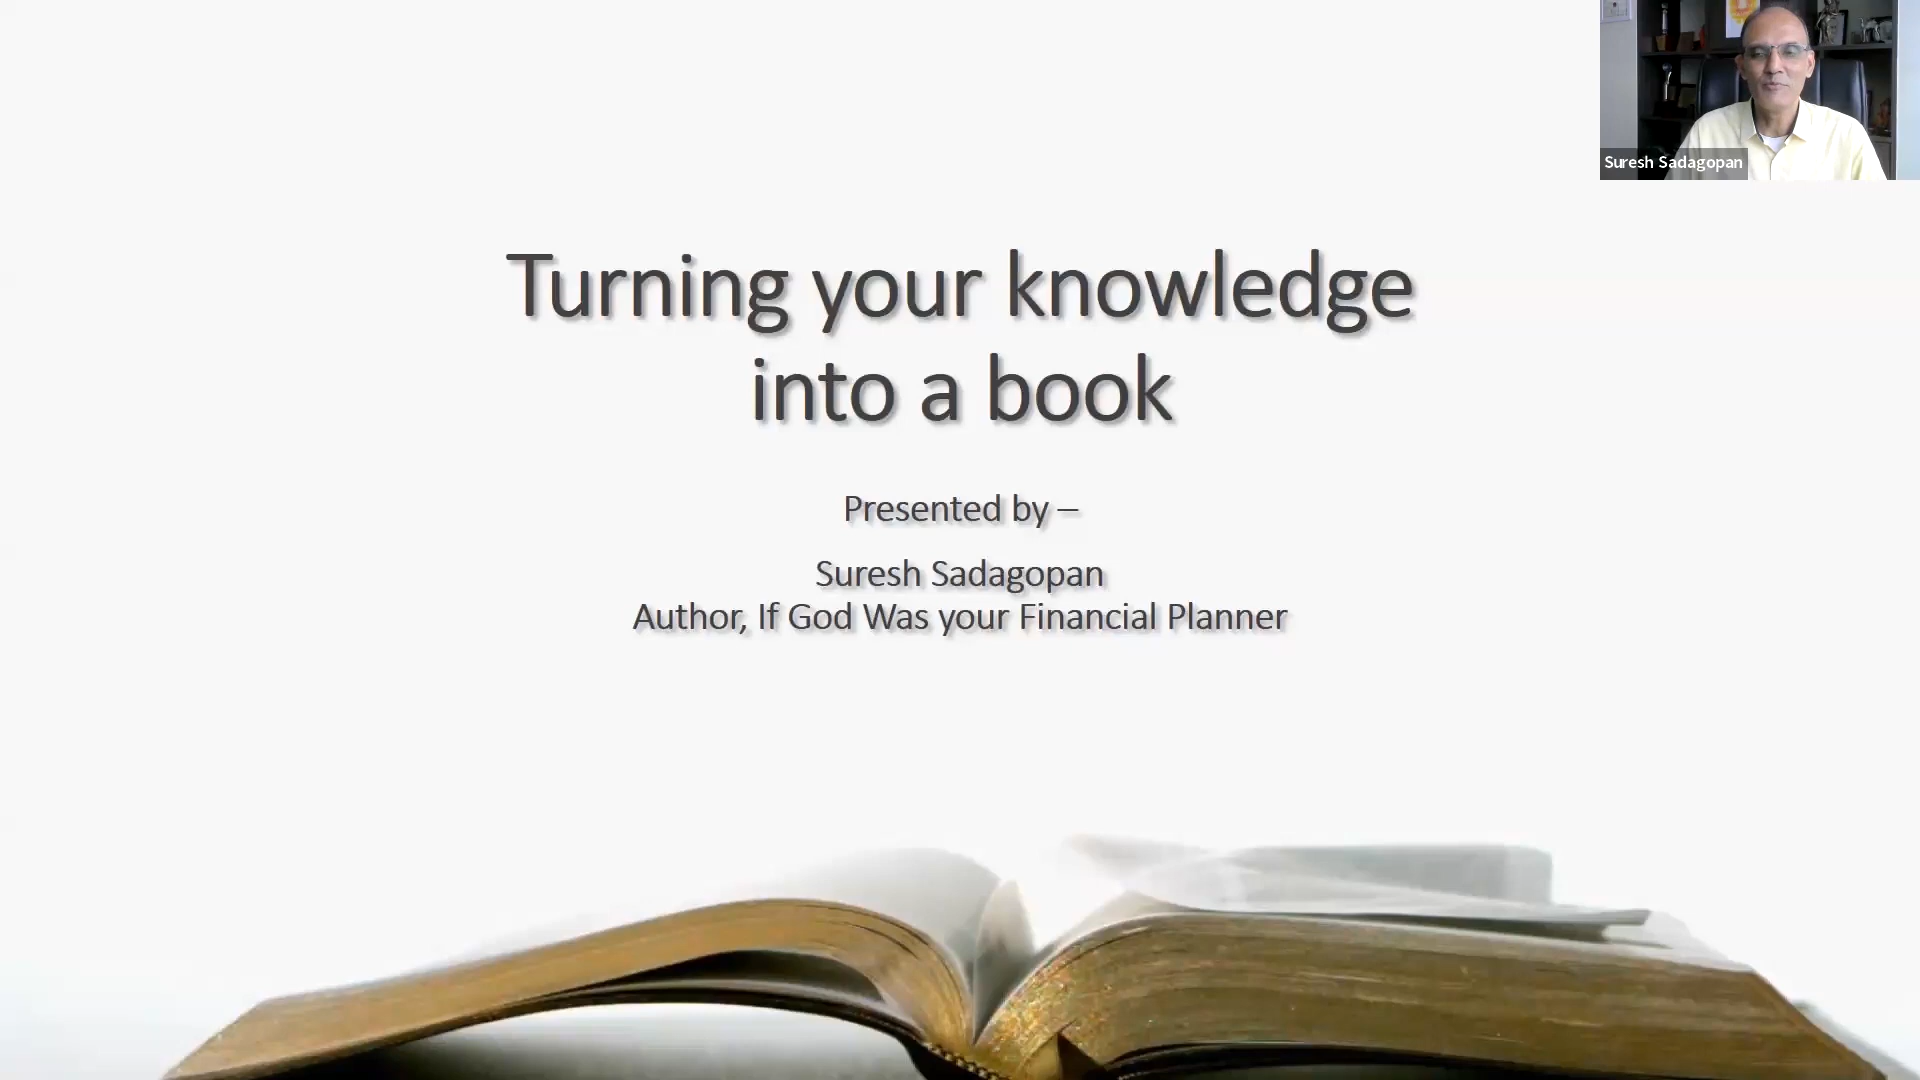 Suresh Sadagopan
Turning your knowledge
into a book
Presented by –
Suresh Sadagopan
Author, If God Was your Financial Planner